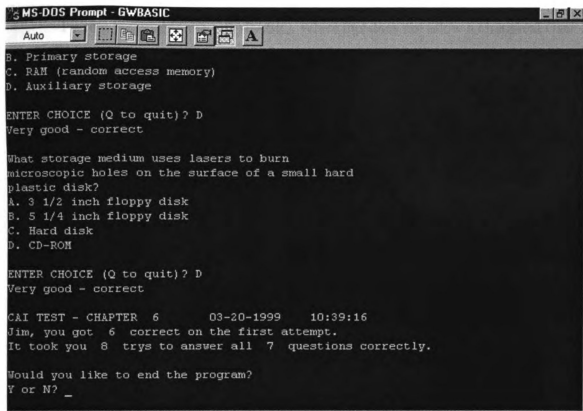 MS-DOS Prompt - GWBASIC
Auto
A
B. Primary storage
C. RAM (random access memory)
D. Auxiliary storage
ENTER CHOICE (Q to quit)? D
Very good - correct
What storage medium uses lasers to burn
microscopic holes on the surface of a small hard
plastic disk?
A. 3 1/2 inch floppy disk
B. 5 1/4 inch floppy disk
C. Hard disk
D. CD-ROM
ENTER CHOICE (Q to quit)? D
Very good - correct
CAI TEST - CHAPTER 6 03-20-1999 10:39:16
Jim, you got 6 correct on the first attempt.
It took you 8 trys to answer all 7 questions correctly.
Would you like to end the program?
Y or N? _